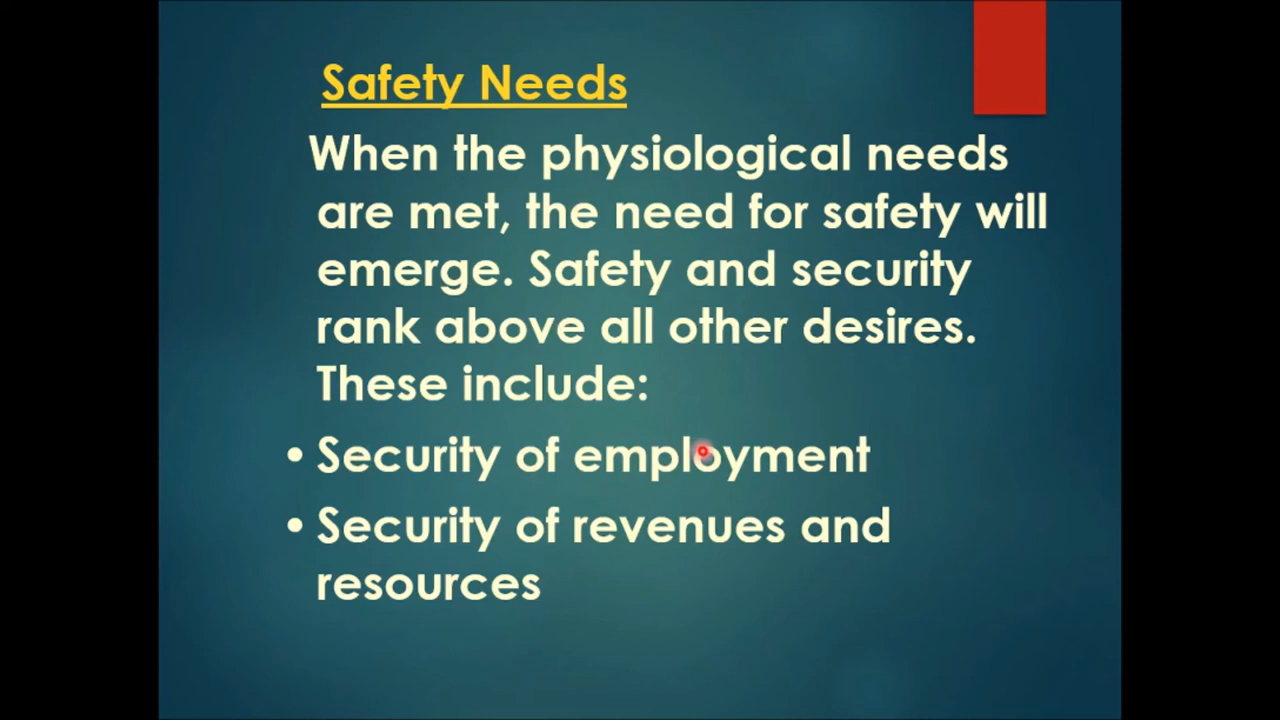 Safety Needs
When the physiological needs
are met, the need for safety will
emerge. Safety and security
rank above all other desires.
These include:
• Security of employment
• Security of revenues and
resources